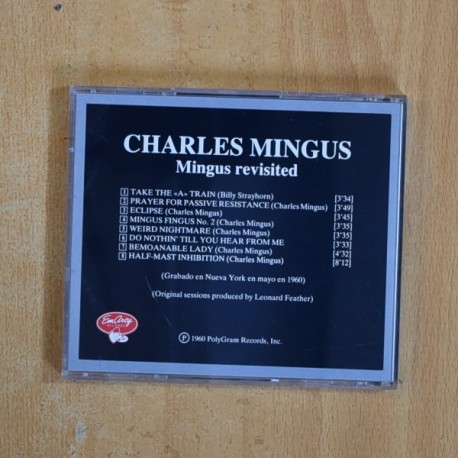 CHARLES MINGUS
Mingus revisited
1 TAKE THE «A» TRAIN (Billy Strayhorn) [3'34]
2 PRAYER FOR PASSIVE RESISTANCE (Charles Mingus) [3'49]
3 ECLIPSE (Charles Mingus) [3'45]
4 MINGUS FINGUS No. 2 (Charles Mingus) [3'35]
5 WEIRD NIGHTMARE (Charles Mingus) [3'35]
6 DO NOTHIN' TILL YOU HEAR FROM ME [3'33]
7 BEMOANABLE LADY (Charles Mingus) [4'32]
8 HALF-MAST INHIBITION (Charles Mingus) [8'12]
(Grabado en Nueva York en mayo en 1960)
(Original sessions produced by Leonard Feather)
EmArcy
Ⓟ 1960 PolyGram Records, Inc.